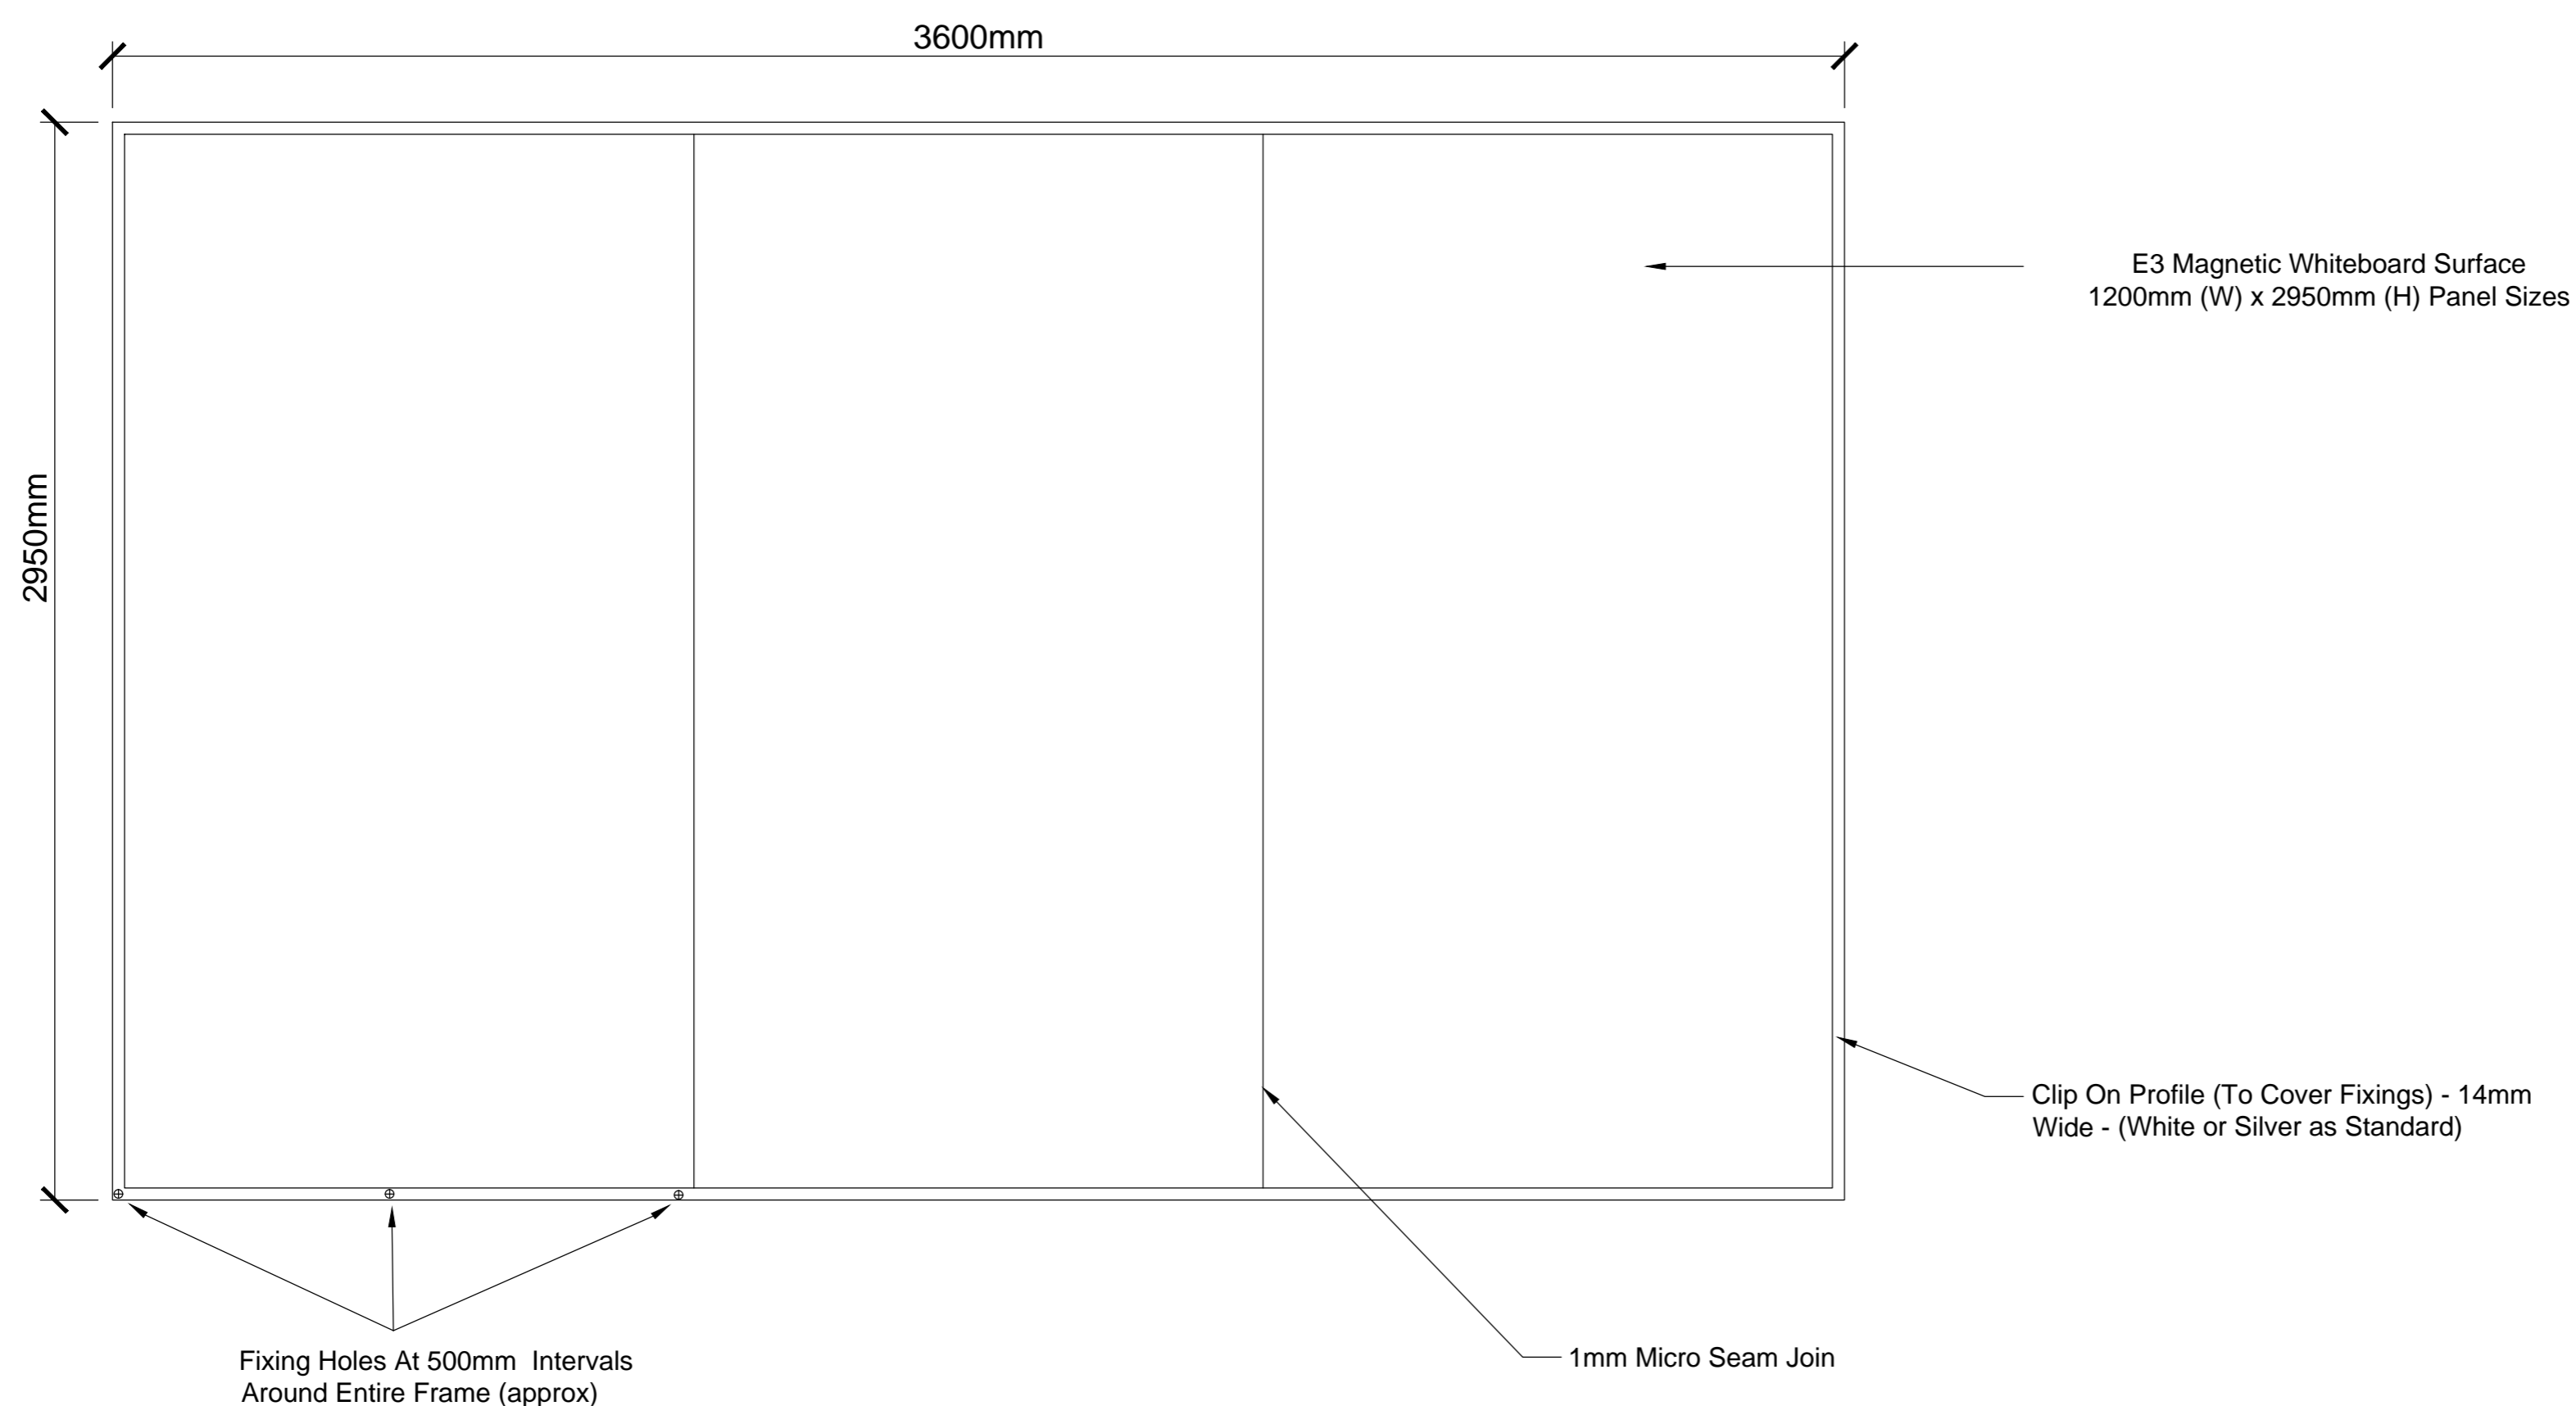 3600mm
2950mm
E3 Magnetic Whiteboard Surface
1200mm (W) x 2950mm (H) Panel Sizes
Clip On Profile (To Cover Fixings) - 14mm
Wide - (White or Silver as Standard)
1mm Micro Seam Join
Fixing Holes At 500mm  Intervals
Around Entire Frame (approx)